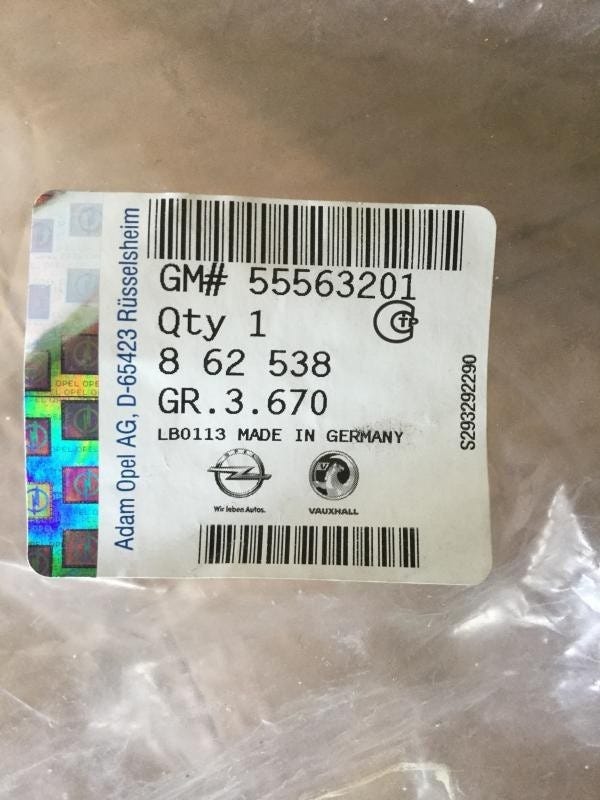 Adam Opel AG, D-65423 Rüsselsheim
GM# 55563201
Qty 1
8 62 538
GR.3.670
LB0113 MADE IN GERMANY
S293292290
OPEL
Wir leben Autos.
VAUXHALL